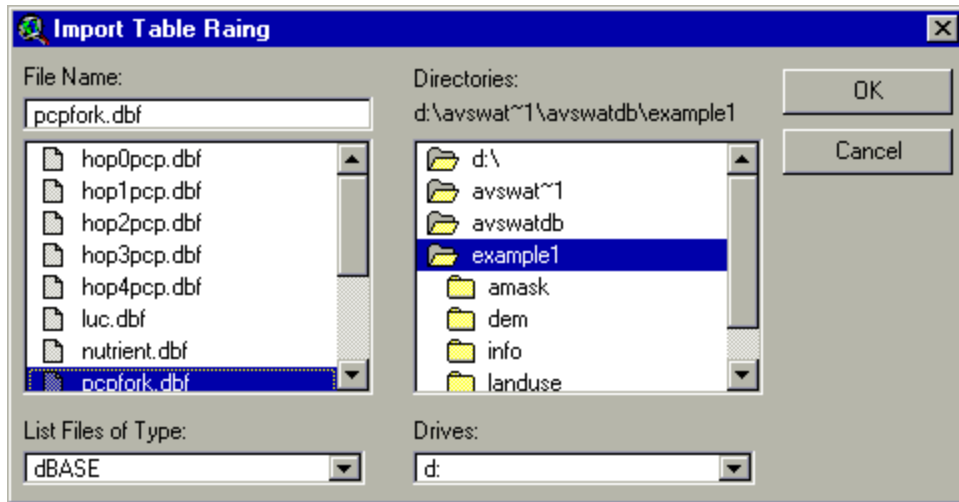 Import Table Raing
File Name:
pcpfork.dbf
hop0pcp.dbf
hop1pcp.dbf
hop2pcp.dbf
hop3pcp.dbf
hop4pcp.dbf
luc.dbf
nutrient.dbf
pcpfork.dbf
List Files of Type:
dBASE
Directories:
d:\avswat~1\avswatdb\example1
d:\
avswat~1
avswatdb
example1
amask
dem
info
landuse
Drives:
d:
OK
Cancel